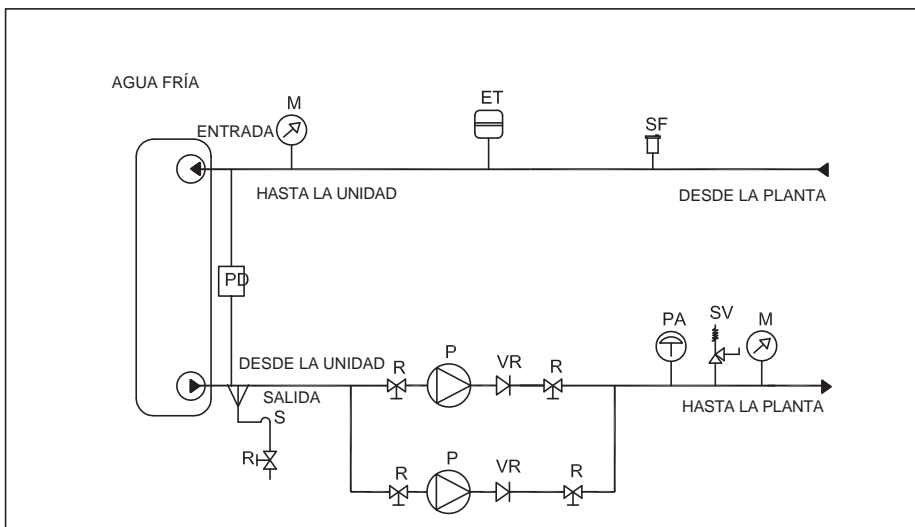 AGUA FRÍA
M
ET
SF
ENTRADA
HASTA LA UNIDAD
DESDE LA PLANTA
PD
PA
SV
M
DESDE LA UNIDAD
R
P
VR
R
SALIDA
HASTA LA PLANTA
S
R
R
P
VR
R